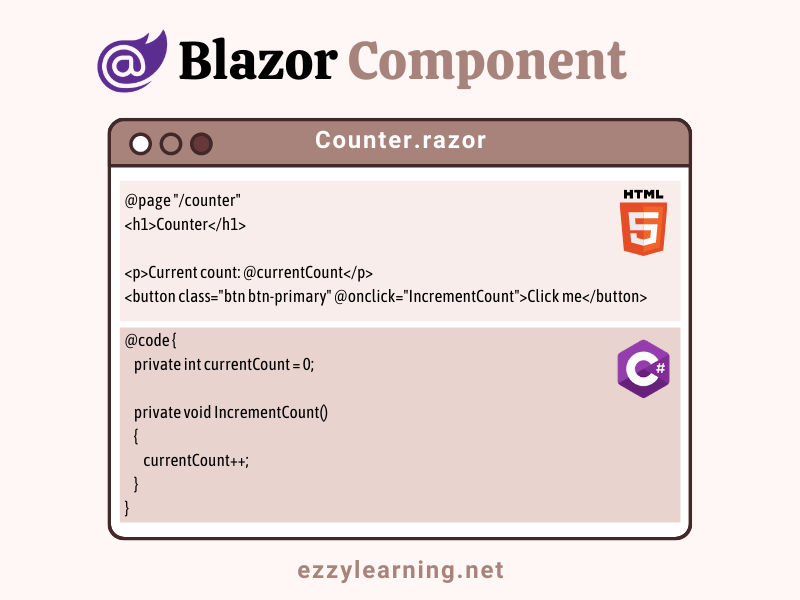 Blazor Component
Counter.razor
@page "/counter"
<h1>Counter</h1>
<p>Current count: @currentCount</p>
<button class="btn btn-primary" @onclick="IncrementCount">Click me</button>
HTML
5
@code {
private int currentCount = 0;
private void IncrementCount()
{
currentCount++;
}
}
C#
ezzylearning.net